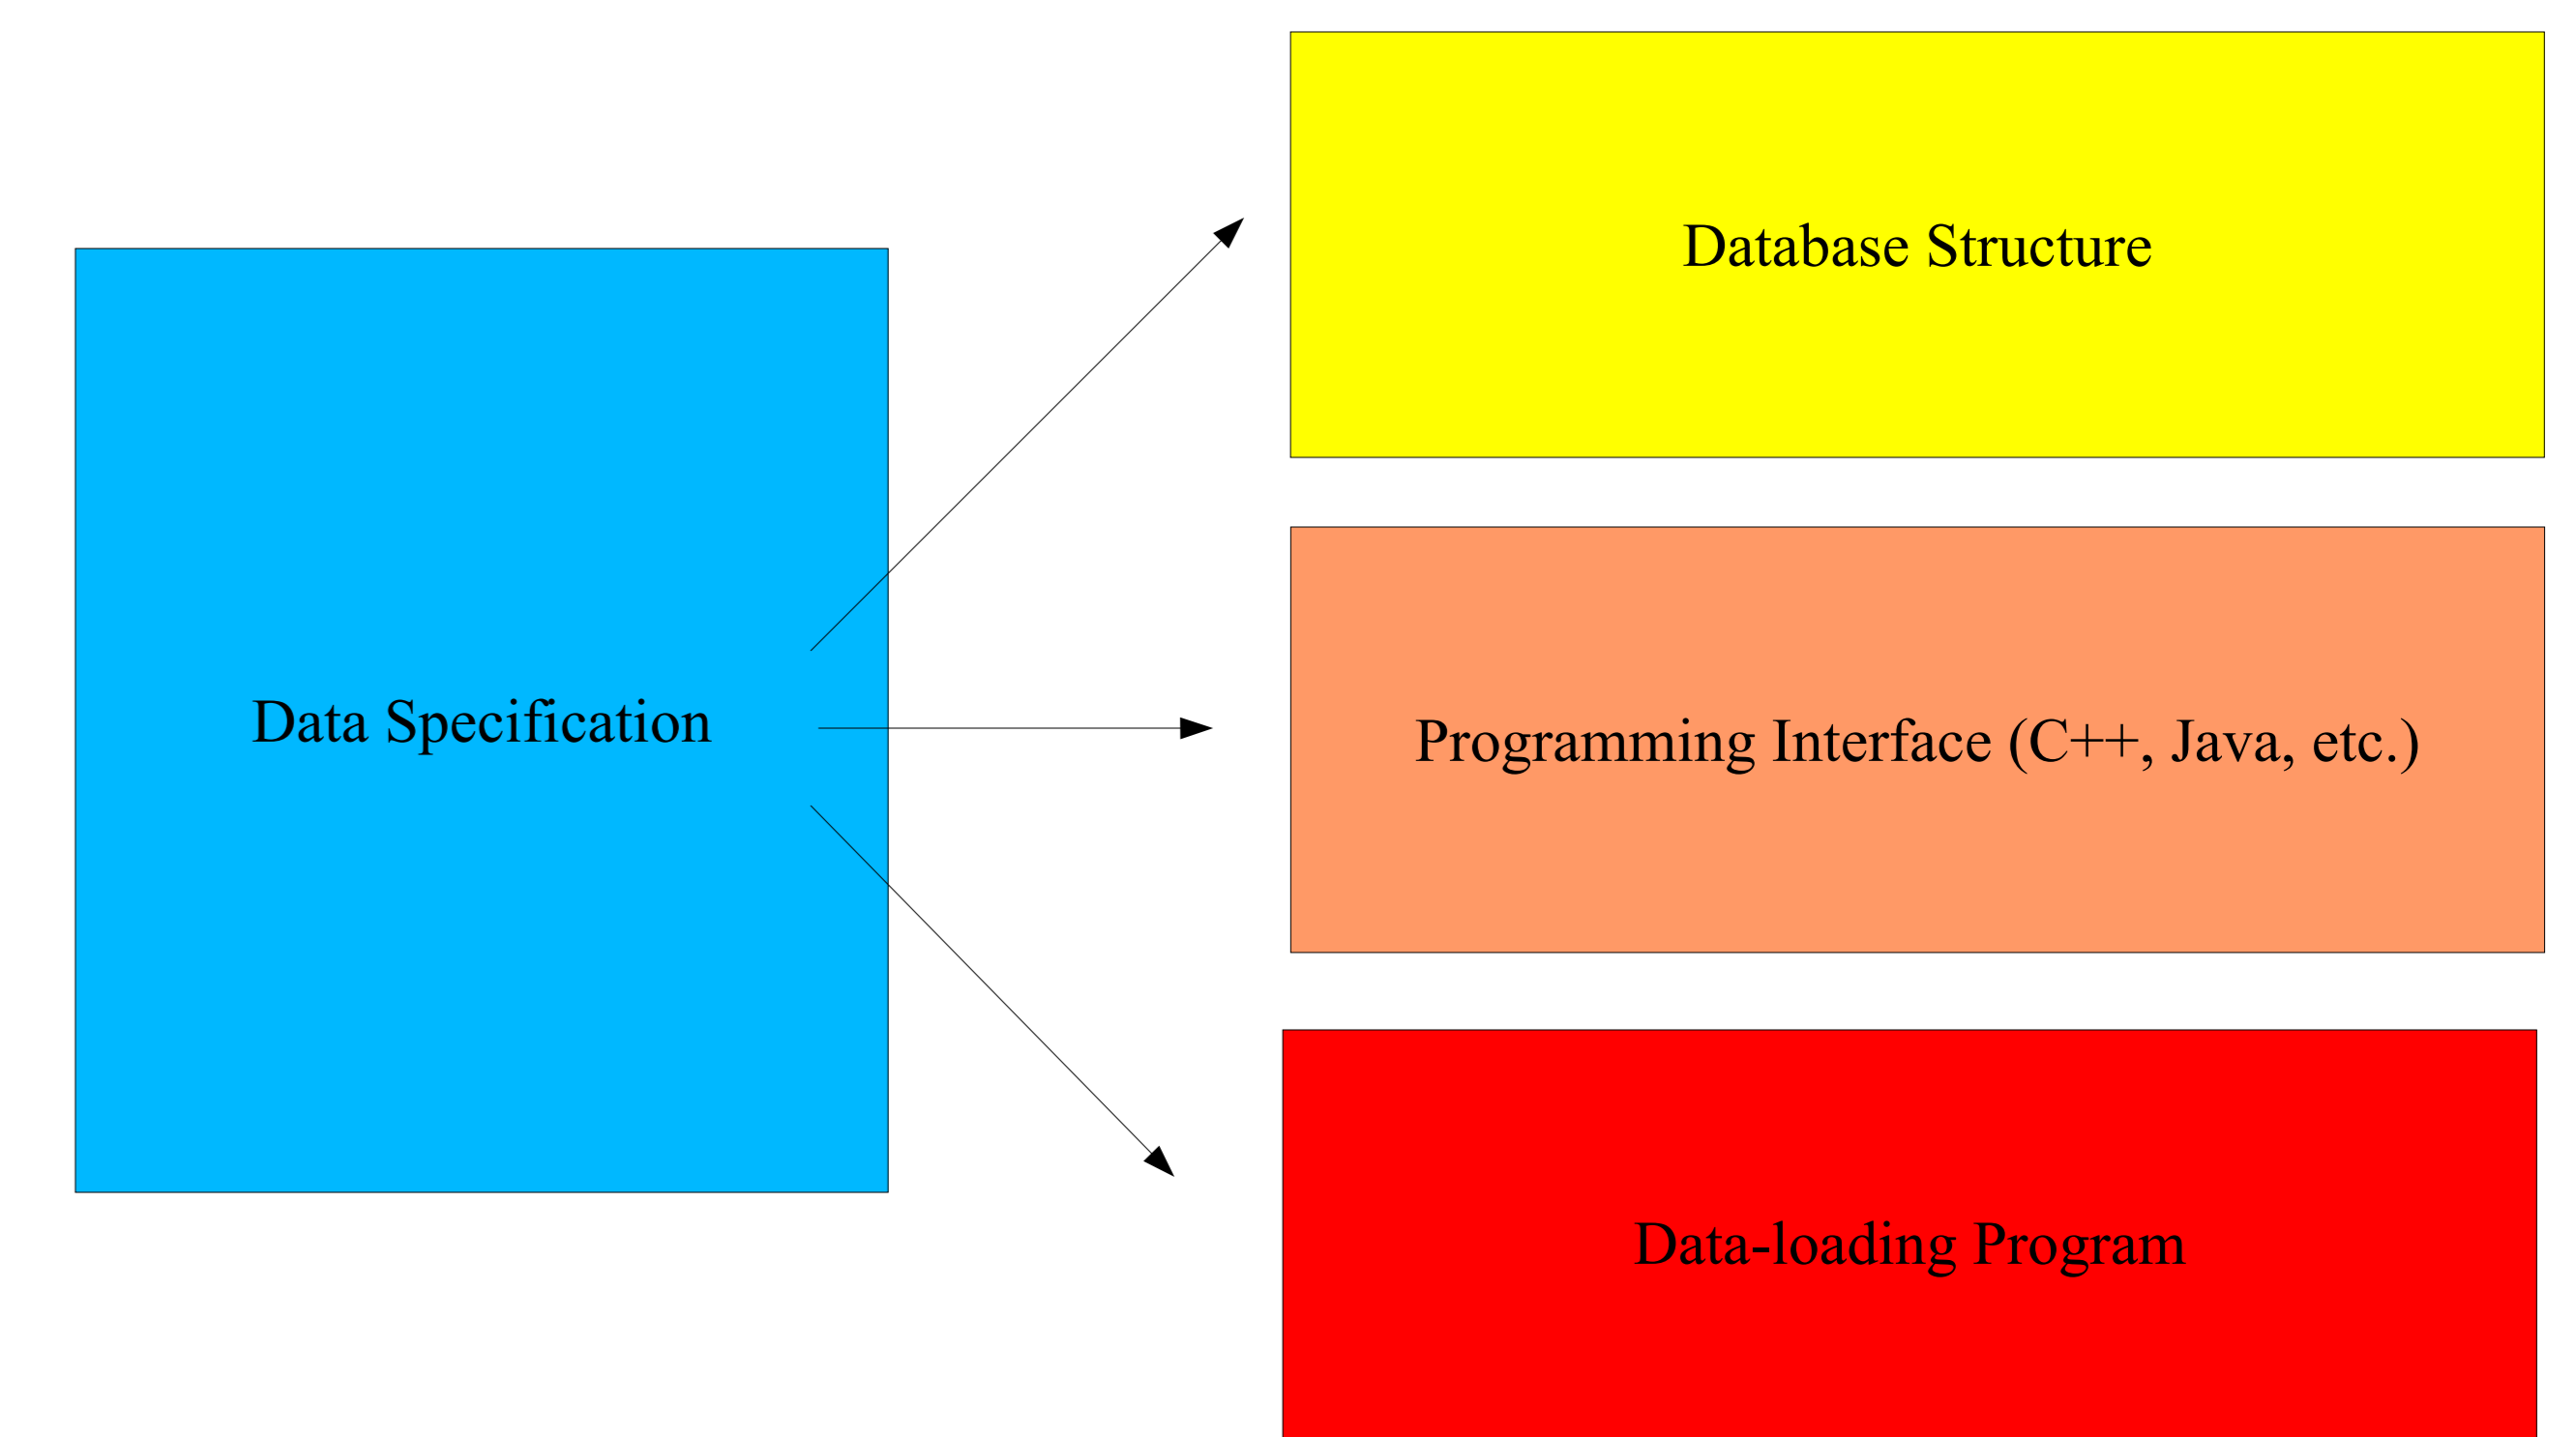 Database Structure
Data Specification
Programming Interface (C++, Java, etc.)
Data-loading Program